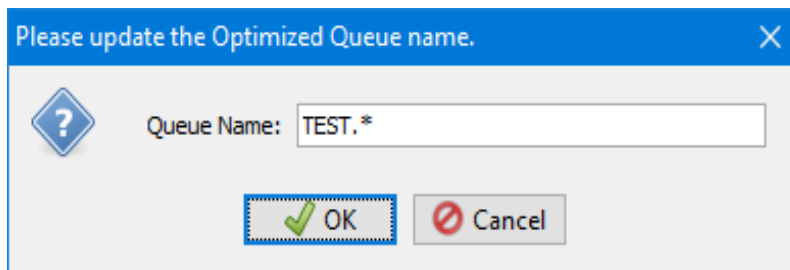 Please update the Optimized Queue name.
Queue Name: TEST.*
OK Cancel